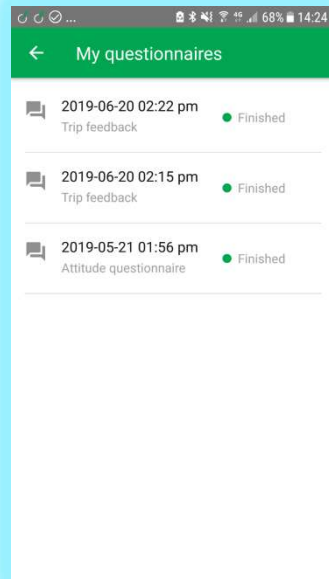 ... 4G 68% 14:24
My questionnaires
2019-06-20 02:22 pm
Trip feedback
Finished
2019-06-20 02:15 pm
Trip feedback
Finished
2019-05-21 01:56 pm
Attitude questionnaire
Finished